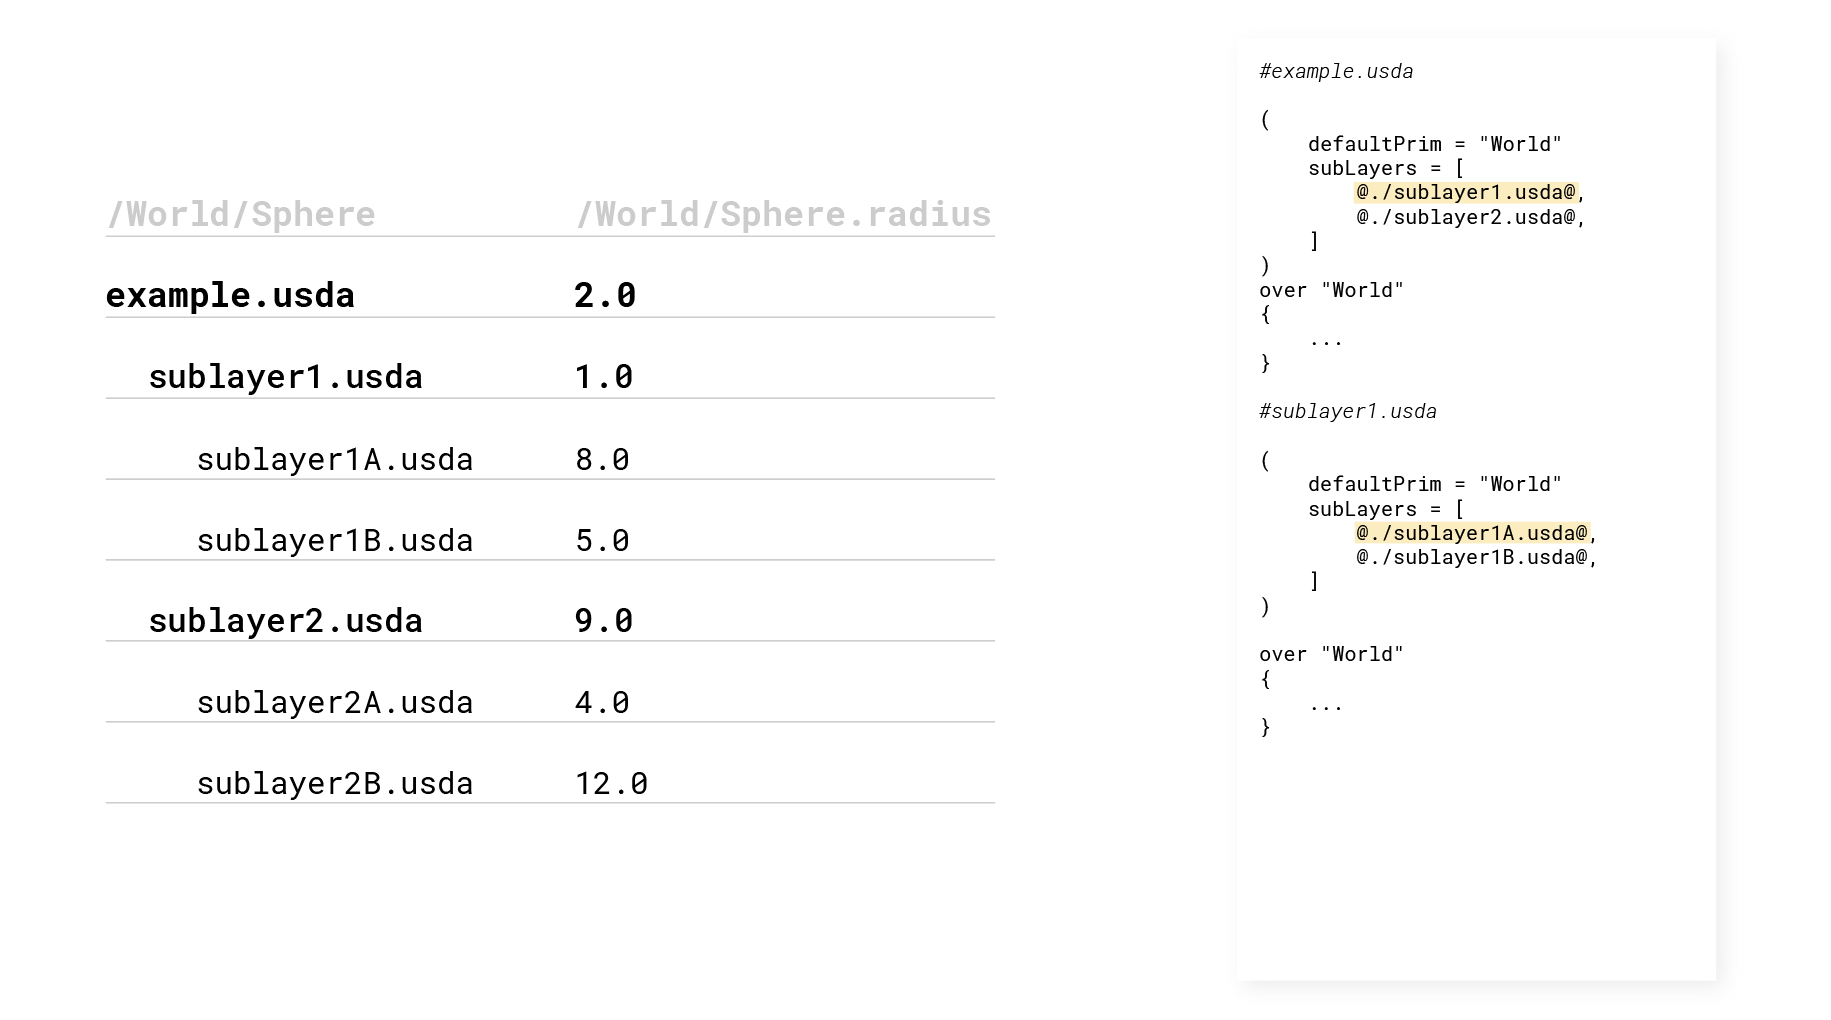 /World/Sphere /World/Sphere.radius
example.usda 2.0
sublayer1.usda 1.0
sublayer1A.usda 8.0
sublayer1B.usda 5.0
sublayer2.usda 9.0
sublayer2A.usda 4.0
sublayer2B.usda 12.0
#example.usda
(
defaultPrim = "World"
subLayers = [
@./sublayer1.usda@,
@./sublayer2.usda@,
]
)
over "World"
{
...
}
#sublayer1.usda
(
defaultPrim = "World"
subLayers = [
@./sublayer1A.usda@,
@./sublayer1B.usda@,
]
)
over "World"
{
...
}